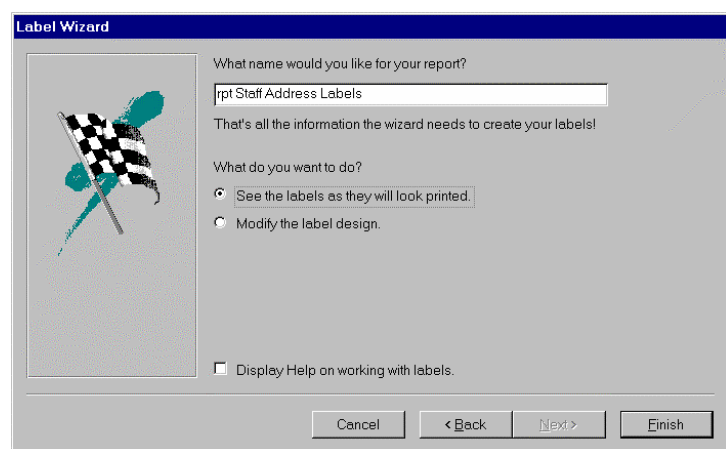 Label Wizard
What name would you like for your report?
rpt Staff Address Labels
That's all the information the wizard needs to create your labels!
What do you want to do?
See the labels as they will look printed.
Modify the label design.
Display Help on working with labels.
Cancel
< Back
Next >
Finish